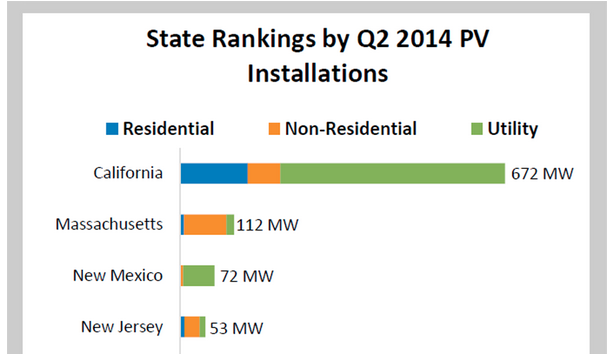 State Rankings by Q2 2014 PV
Installations
Residential Non-Residential Utility
California 672 MW
Massachusetts 112 MW
New Mexico 72 MW
New Jersey 53 MW